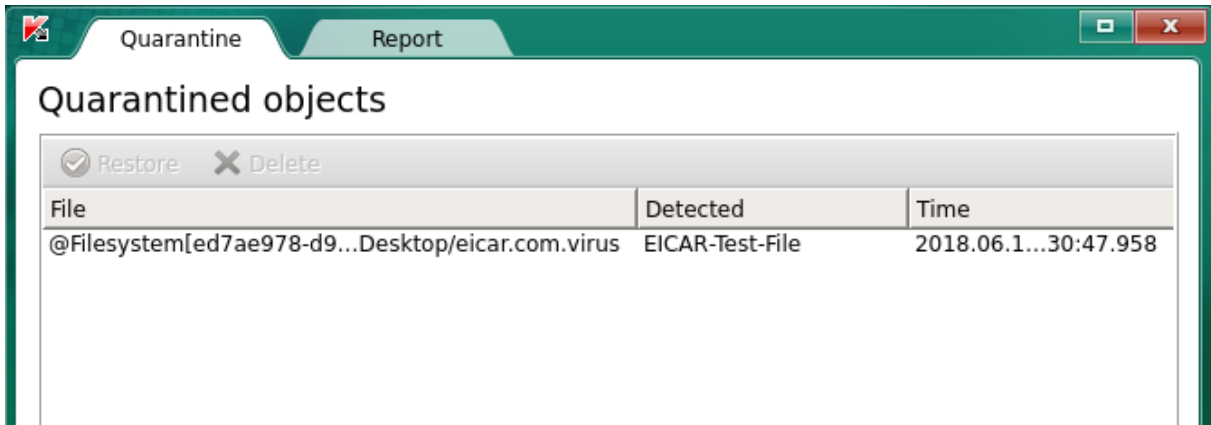 Quarantine Report
Quarantined objects
Restore Delete
File Detected Time
@Filesystem[ed7ae978-d9...Desktop/eicar.com.virus EICAR-Test-File 2018.06.1...30:47.958